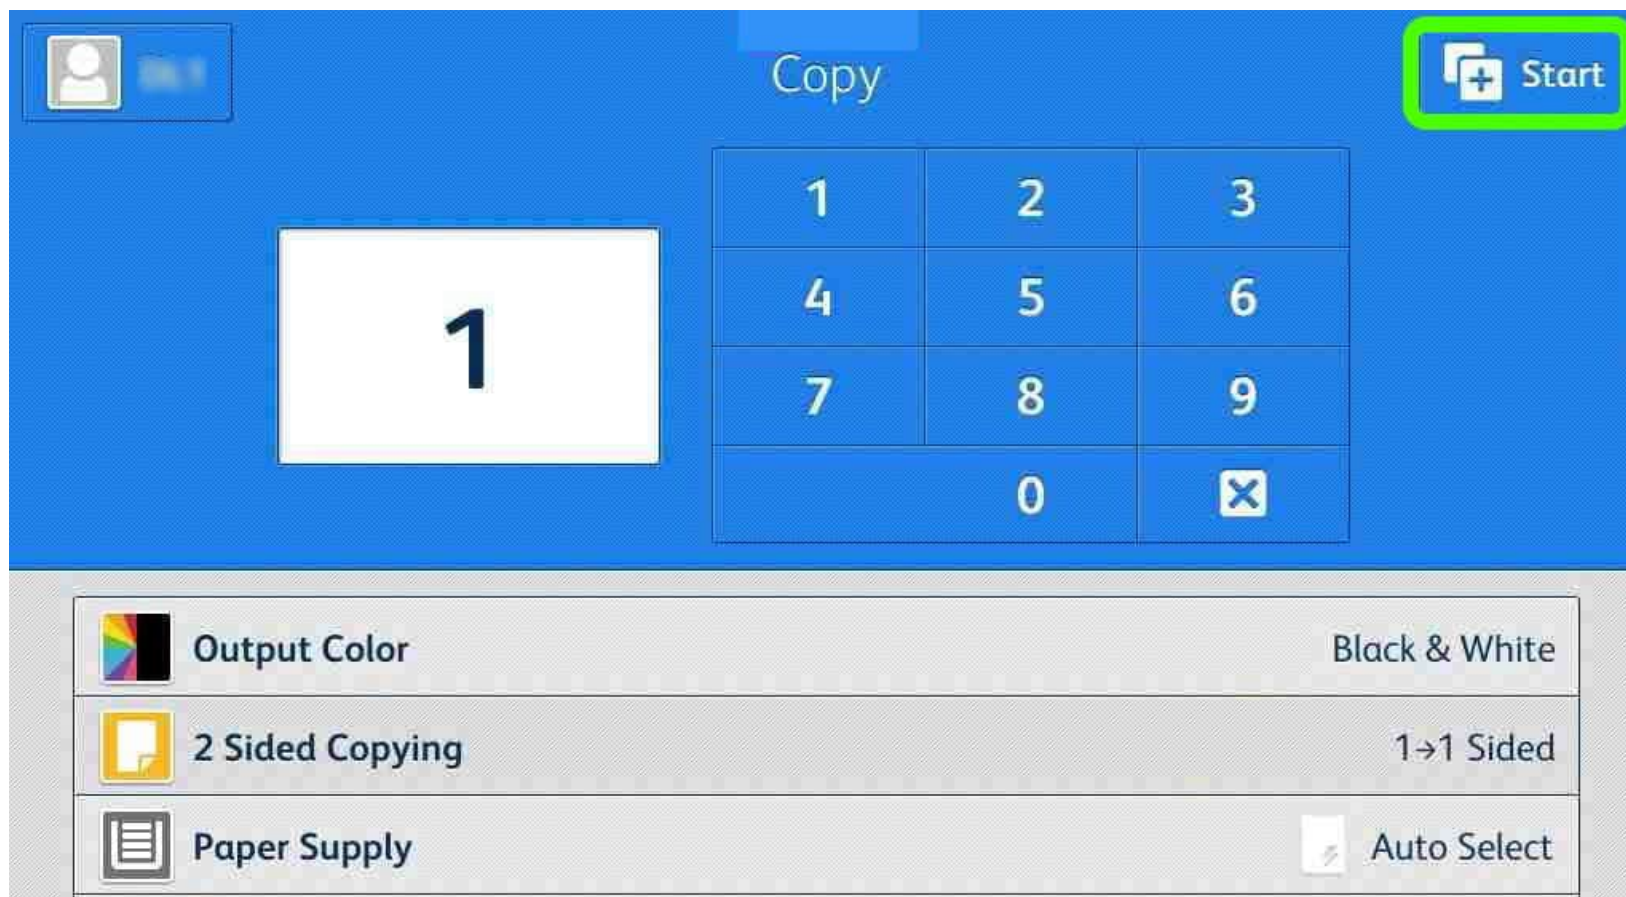 Copy
Start
1
1 2 3
4 5 6
7 8 9
0
Output Color Black & White
2 Sided Copying 1→1 Sided
Paper Supply Auto Select